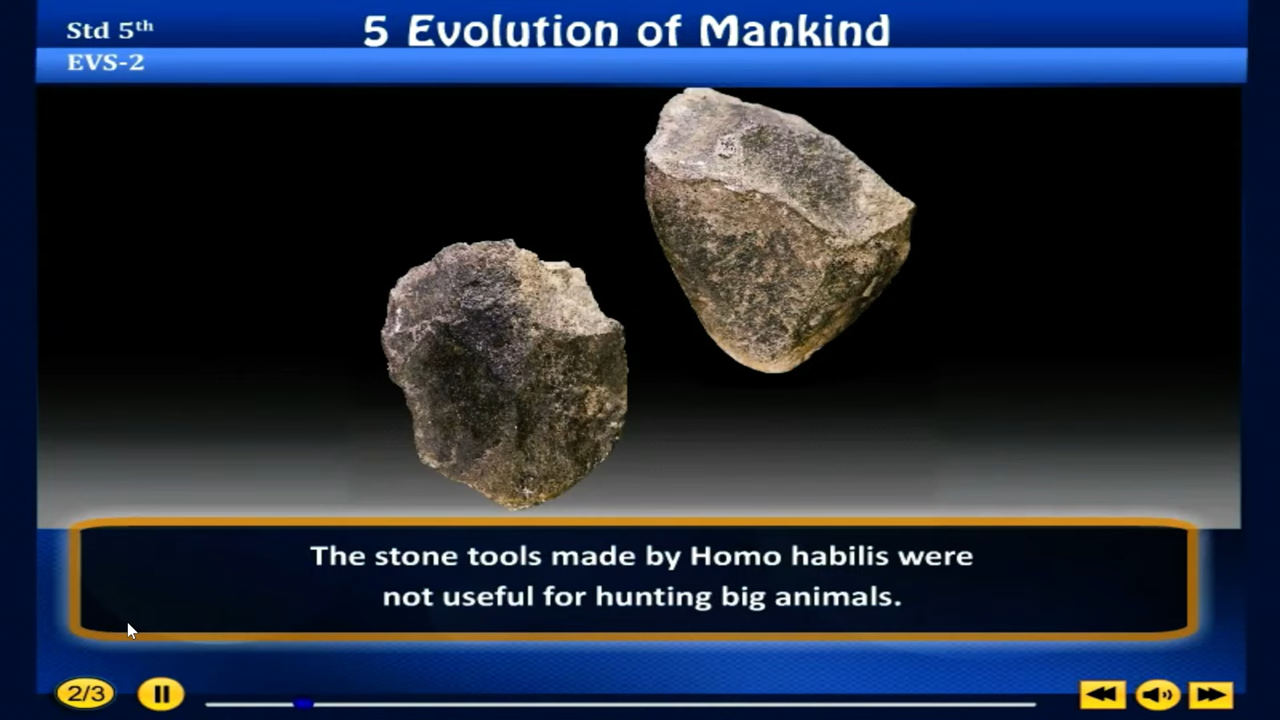 Std 5th
5 Evolution of Mankind
EVS-2
The stone tools made by Homo habilis were
not useful for hunting big animals.
2/3